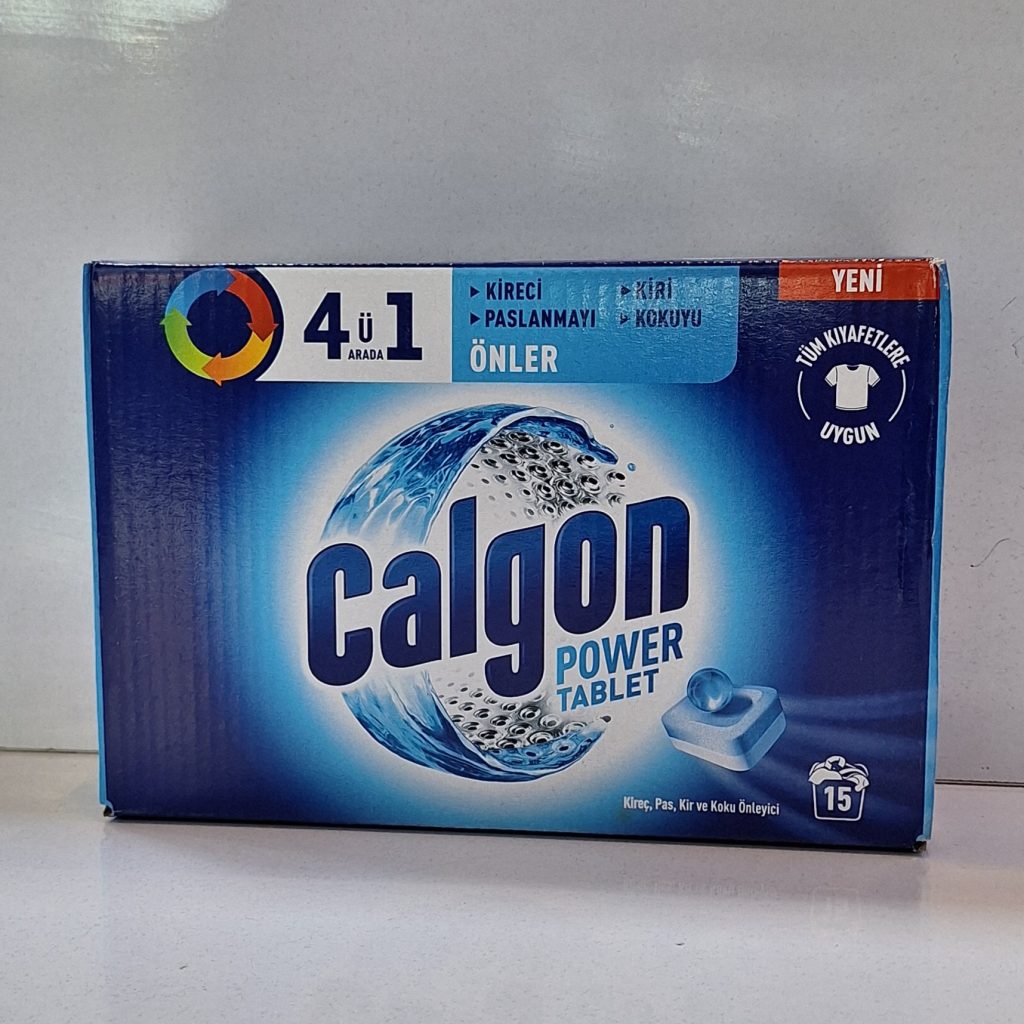 4 Ü 1
ARADA
KİRECİ
PASLANMAYI
KİRİ
KOKUYU
ÖNLER
YENİ
TÜM KIYAFETLERE
UYGUN
Calgon
POWER
TABLET
15
Kireç, Pas, Kir ve Koku Önleyici